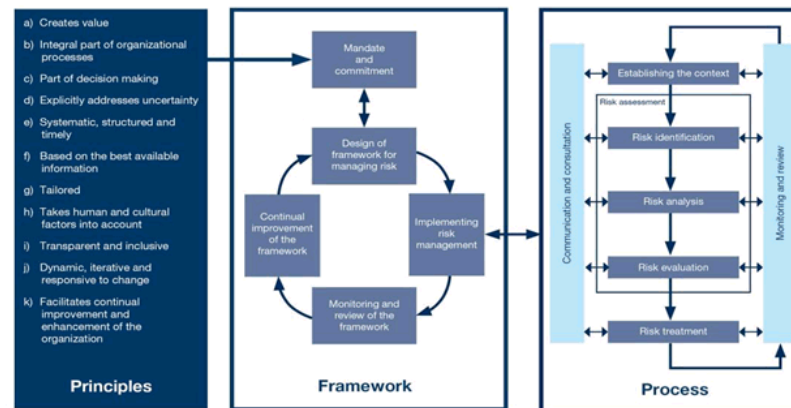 a) Creates value
b) Integral part of organizational
processes
c) Part of decision making
d) Explicitly addresses uncertainty
e) Systematic, structured and
timely
f) Based on the best available
information
g) Tailored
h) Takes human and cultural
factors into account
i) Transparent and inclusive
j) Dynamic, iterative and
responsive to change
k) Facilitates continual
improvement and
enhancement of the
organization
Principles
Mandate
and
commitment
Design of
framework for
managing risk
Continual
improvement
of the
framework
Implementing
risk
management
Monitoring and
review of the
framework
Framework
Communication and consultation
Establishing the context
Risk assessment
Risk identification
Risk analysis
Risk evaluation
Risk treatment
Monitoring and review
Process